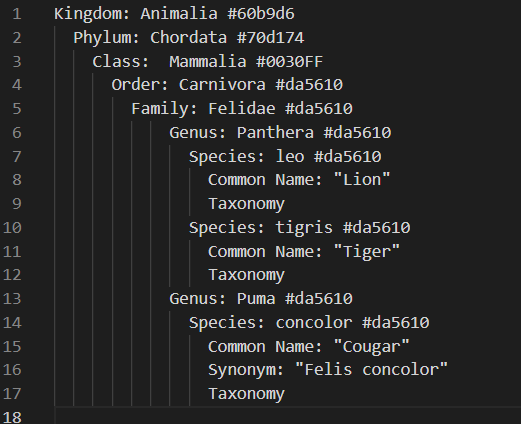 1 Kingdom: Animalia #60b9d6
2 Phylum: Chordata #70d174
3 Class:  Mammalia #0030FF
4 Order: Carnivora #da5610
5 Family: Felidae #da5610
6 Genus: Panthera #da5610
7 Species: leo #da5610
8 Common Name: "Lion"
9 Taxonomy
10 Species: tigris #da5610
11 Common Name: "Tiger"
12 Taxonomy
13 Genus: Puma #da5610
14 Species: concolor #da5610
15 Common Name: "Cougar"
16 Synonym: "Felis concolor"
17 Taxonomy
18